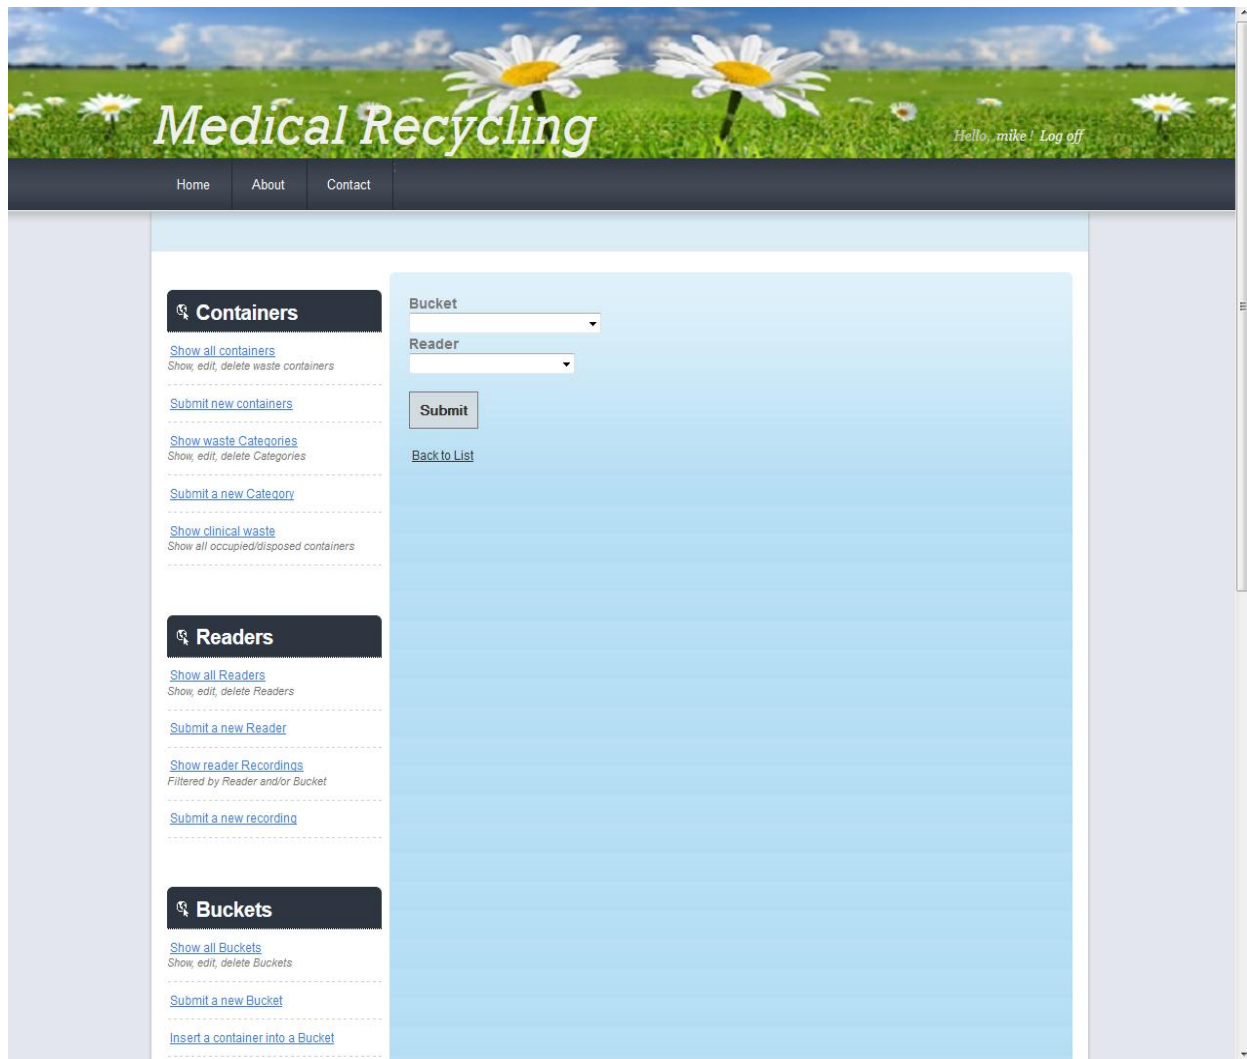 Medical Recycling
Hello, mike! Log off
Home About Contact
Containers
Show all containers
Show, edit, delete waste containers
Submit new containers
Show waste Categories
Show, edit, delete Categories
Submit a new Category
Show clinical waste
Show all occupied/disposed containers
Readers
Show all Readers
Show, edit, delete Readers
Submit a new Reader
Show reader Recordings
Filtered by Reader and/or Bucket
Submit a new recording
Buckets
Show all Buckets
Show, edit, delete Buckets
Submit a new Bucket
Insert a container into a Bucket
Bucket
Reader
Submit
Back to List